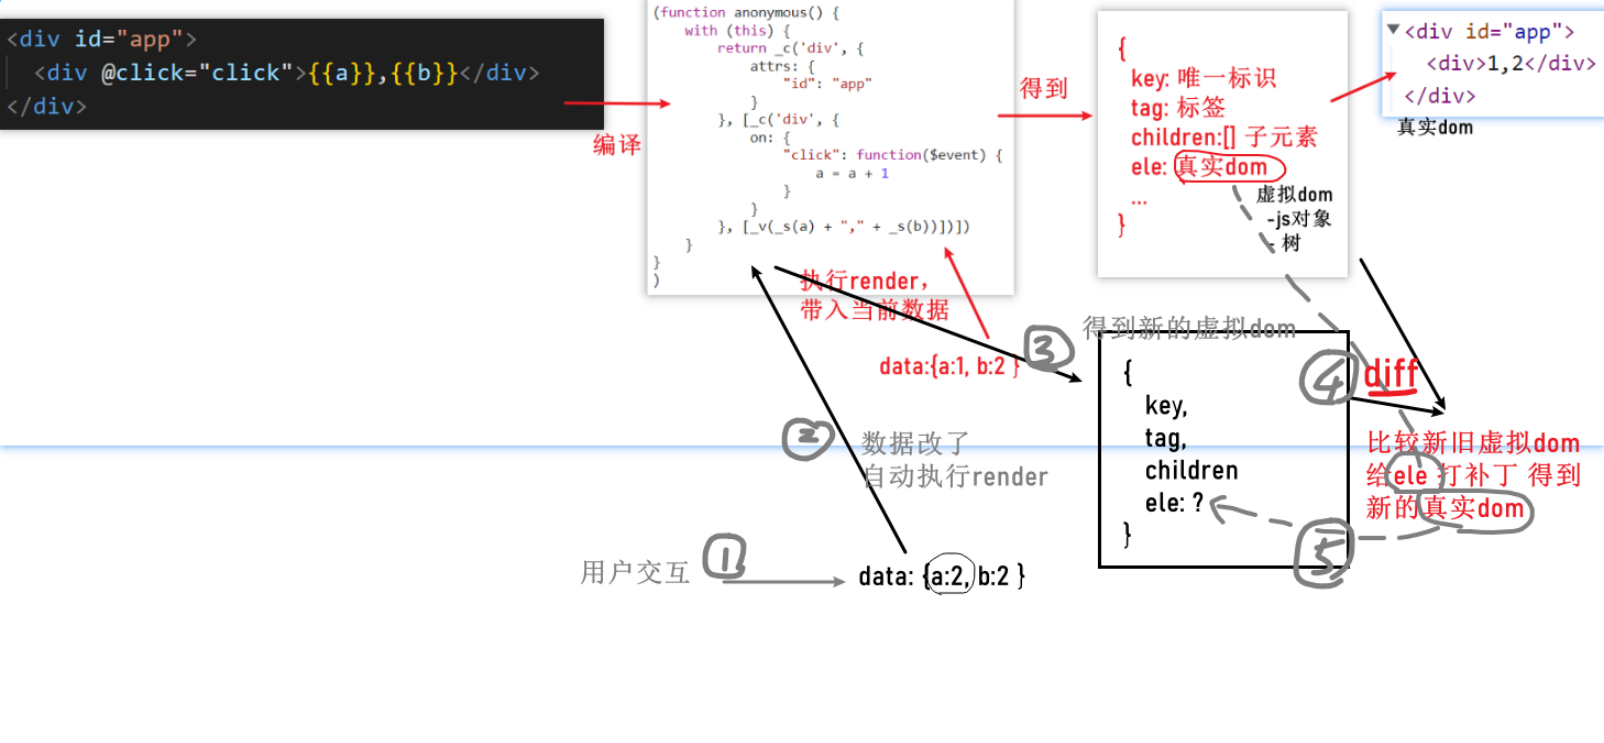 <div id="app">
<div @click="click">{{a}},{{b}}</div>
</div>
编译
(function anonymous() {
with (this) {
return _c('div', {
attrs: {
"id": "app"
}
}, [_c('div', {
on: {
"click": function($event) {
a = a + 1
}
}
}, [_v(_s(a) + "," + _s(b))])])
}
}
)
得到
{
key: 唯一标识
tag: 标签
children:[] 子元素
ele: 真实dom
...
}
虚拟dom
-js对象
- 树
<div id="app">
<div>1,2</div>
</div>
真实dom
执行render，
带入当前数据
data:{a:1, b:2 }
③
得到新的虚拟dom
{
key,
tag,
children
ele: ?
}
④
diff
比较新旧虚拟dom
给ele 打补丁 得到
新的真实dom
⑤
②
数据改了
自动执行render
用户交互
①
data: {a:2, b:2 }